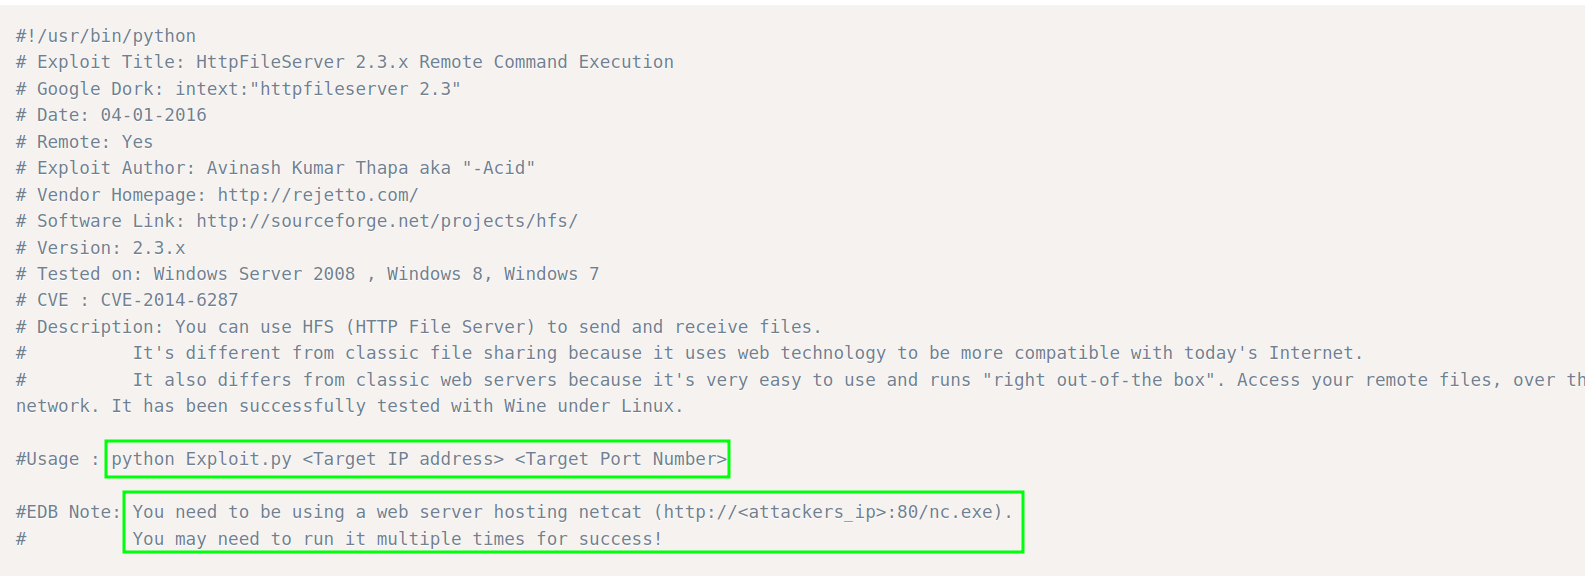 #!/usr/bin/python
# Exploit Title: HttpFileServer 2.3.x Remote Command Execution
# Google Dork: intext:"httpfileserver 2.3"
# Date: 04-01-2016
# Remote: Yes
# Exploit Author: Avinash Kumar Thapa aka "-Acid"
# Vendor Homepage: http://rejetto.com/
# Software Link: http://sourceforge.net/projects/hfs/
# Version: 2.3.x
# Tested on: Windows Server 2008 , Windows 8, Windows 7
# CVE : CVE-2014-6287
# Description: You can use HFS (HTTP File Server) to send and receive files.
#          It's different from classic file sharing because it uses web technology to be more compatible with today's Internet.
#          It also differs from classic web servers because it's very easy to use and runs "right out-of-the box". Access your remote files, over
network. It has been successfully tested with Wine under Linux.
#Usage : python Exploit.py <Target IP address> <Target Port Number>
#EDB Note: You need to be using a web server hosting netcat (http://<attackers_ip>:80/nc.exe).
#          You may need to run it multiple times for success!